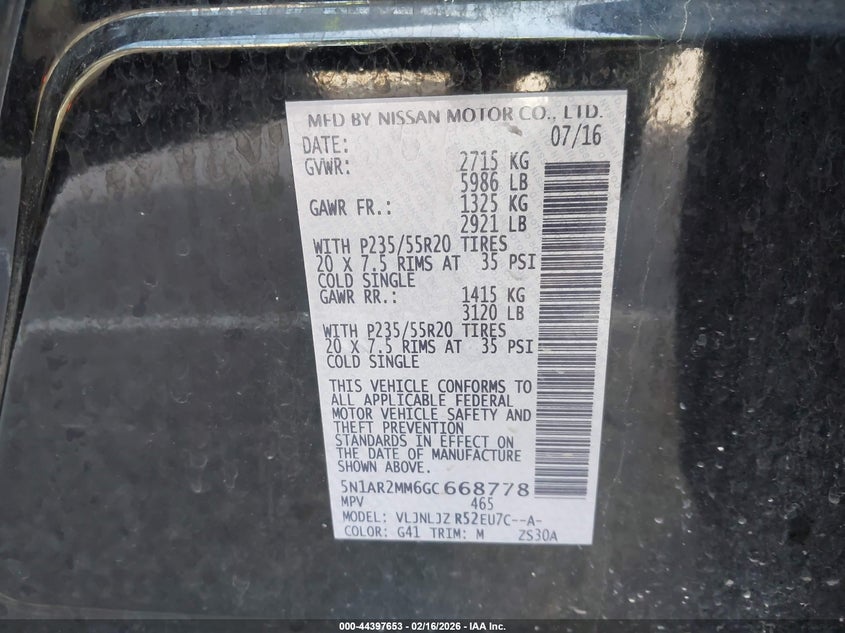 MFD BY NISSAN MOTOR CO., LTD.
DATE: 07/16
GVWR: 2715 KG
5986 LB
GAWR FR.: 1325 KG
2921 LB
WITH P235/55R20 TIRES
20 X 7.5 RIMS AT 35 PSI
COLD SINGLE
GAWR RR.: 1415 KG
3120 LB
WITH P235/55R20 TIRES
20 X 7.5 RIMS AT 35 PSI
COLD SINGLE
THIS VEHICLE CONFORMS TO
ALL APPLICABLE FEDERAL
MOTOR VEHICLE SAFETY AND
THEFT PREVENTION
STANDARDS IN EFFECT ON
THE DATE OF MANUFACTURE
SHOWN ABOVE.
5N1AR2MM6GC668778
MPV 465
MODEL: VLJNLJZ R52EU7C--A-
COLOR: G41 TRIM: M ZS30A
000-44397653 - 02/16/2026 - IAA Inc.